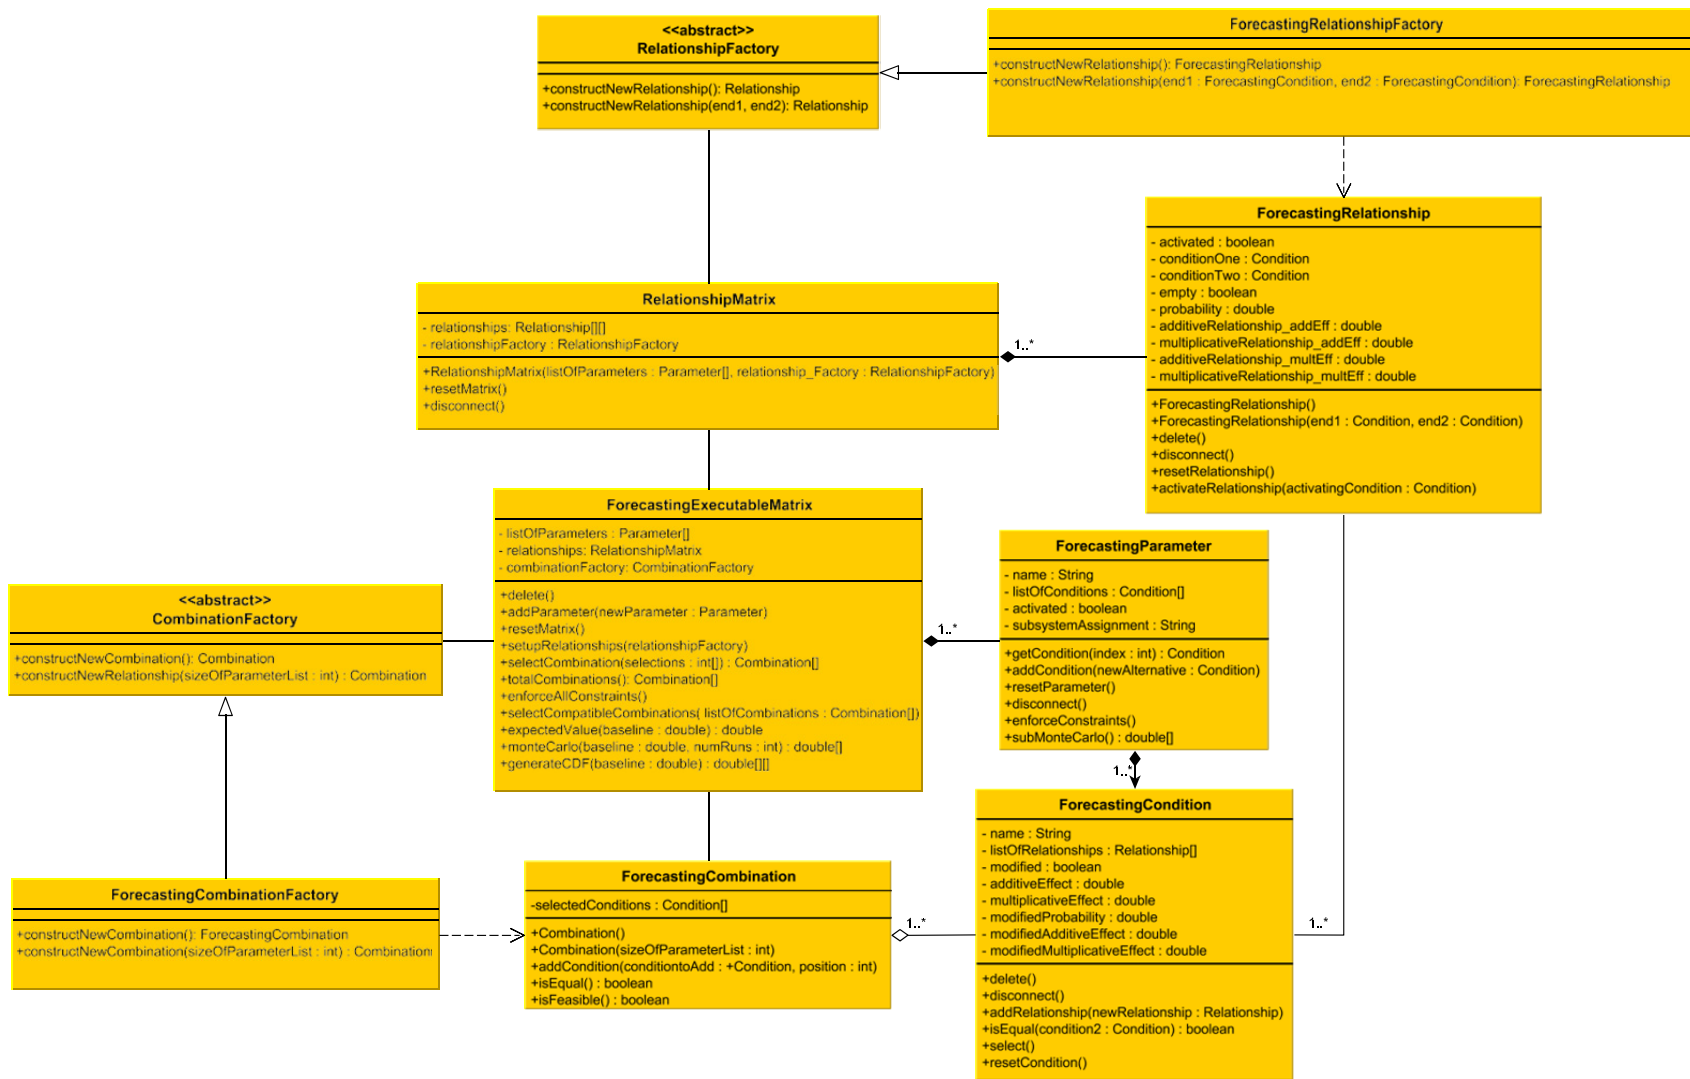 <<abstract>>
RelationshipFactory
+constructNewRelationship(): Relationship
+constructNewRelationship(end1, end2): Relationship
ForecastingRelationshipFactory
+constructNewRelationship(): ForecastingRelationship
+constructNewRelationship(end1 : ForecastingCondition, end2 : ForecastingCondition): ForecastingRelationship
ForecastingRelationship
- activated : boolean
- conditionOne : Condition
- conditionTwo : Condition
- empty : boolean
- probability : double
- additiveRelationship_addEff : double
- multiplicativeRelationship_addEff : double
- additiveRelationship_multEff : double
- multiplicativeRelationship_multEff : double
+ForecastingRelationship()
+ForecastingRelationship(end1 : Condition, end2 : Condition)
+delete()
+disconnect()
+resetRelationship()
+activateRelationship(activatingCondition : Condition)
RelationshipMatrix
- relationships: Relationship[][]
- relationshipFactory : RelationshipFactory
+RelationshipMatrix(listOfParameters : Parameter[], relationship_Factory : RelationshipFactory)
+resetMatrix()
+disconnect()
1..*
ForecastingExecutableMatrix
- listOfParameters : Parameter[]
- relationships: RelationshipMatrix
- combinationFactory: CombinationFactory
+delete()
+addParameter(newParameter : Parameter)
+resetMatrix()
+setupRelationships(relationshipFactory)
+selectCombination(selections : int[]) : Combination[]
+totalCombinations(): Combination[]
+enforceAllConstraints()
+selectCompatibleCombinations( listOfCombinations : Combination[])
+expectedValue(baseline : double) : double
+monteCarlo(baseline : double, numRuns : int) : double[]
+generateCDF(baseline : double) : double[][]
1..*
ForecastingParameter
- name : String
- listOfConditions : Condition[]
- activated : boolean
- subsystemAssignment : String
+getCondition(index : int) : Condition
+addCondition(newAlternative : Condition)
+resetParameter()
+disconnect()
+enforceConstraints()
+subMonteCarlo() : double[]
1..*
<<abstract>>
CombinationFactory
+constructNewCombination(): Combination
+constructNewRelationship(sizeOfParameterList : int) : Combination
ForecastingCombinationFactory
+constructNewCombination(): ForecastingCombination
+constructNewCombination(sizeOfParameterList : int) : Combination
ForecastingCombination
-selectedConditions : Condition[]
+Combination()
+Combination(sizeOfParameterList : int)
+addCondition(conditiontoAdd : +Condition, position : int)
+isEqual() : boolean
+isFeasible() : boolean
1..*
ForecastingCondition
- name : String
- listOfRelationships : Relationship[]
- modified : boolean
- additiveEffect : double
- multiplicativeEffect : double
- modifiedProbability : double
- modifiedAdditiveEffect : double
- modifiedMultiplicativeEffect : double
+delete()
+disconnect()
+addRelationship(newRelationship : Relationship)
+isEqual(condition2 : Condition) : boolean
+select()
+resetCondition()
1..*